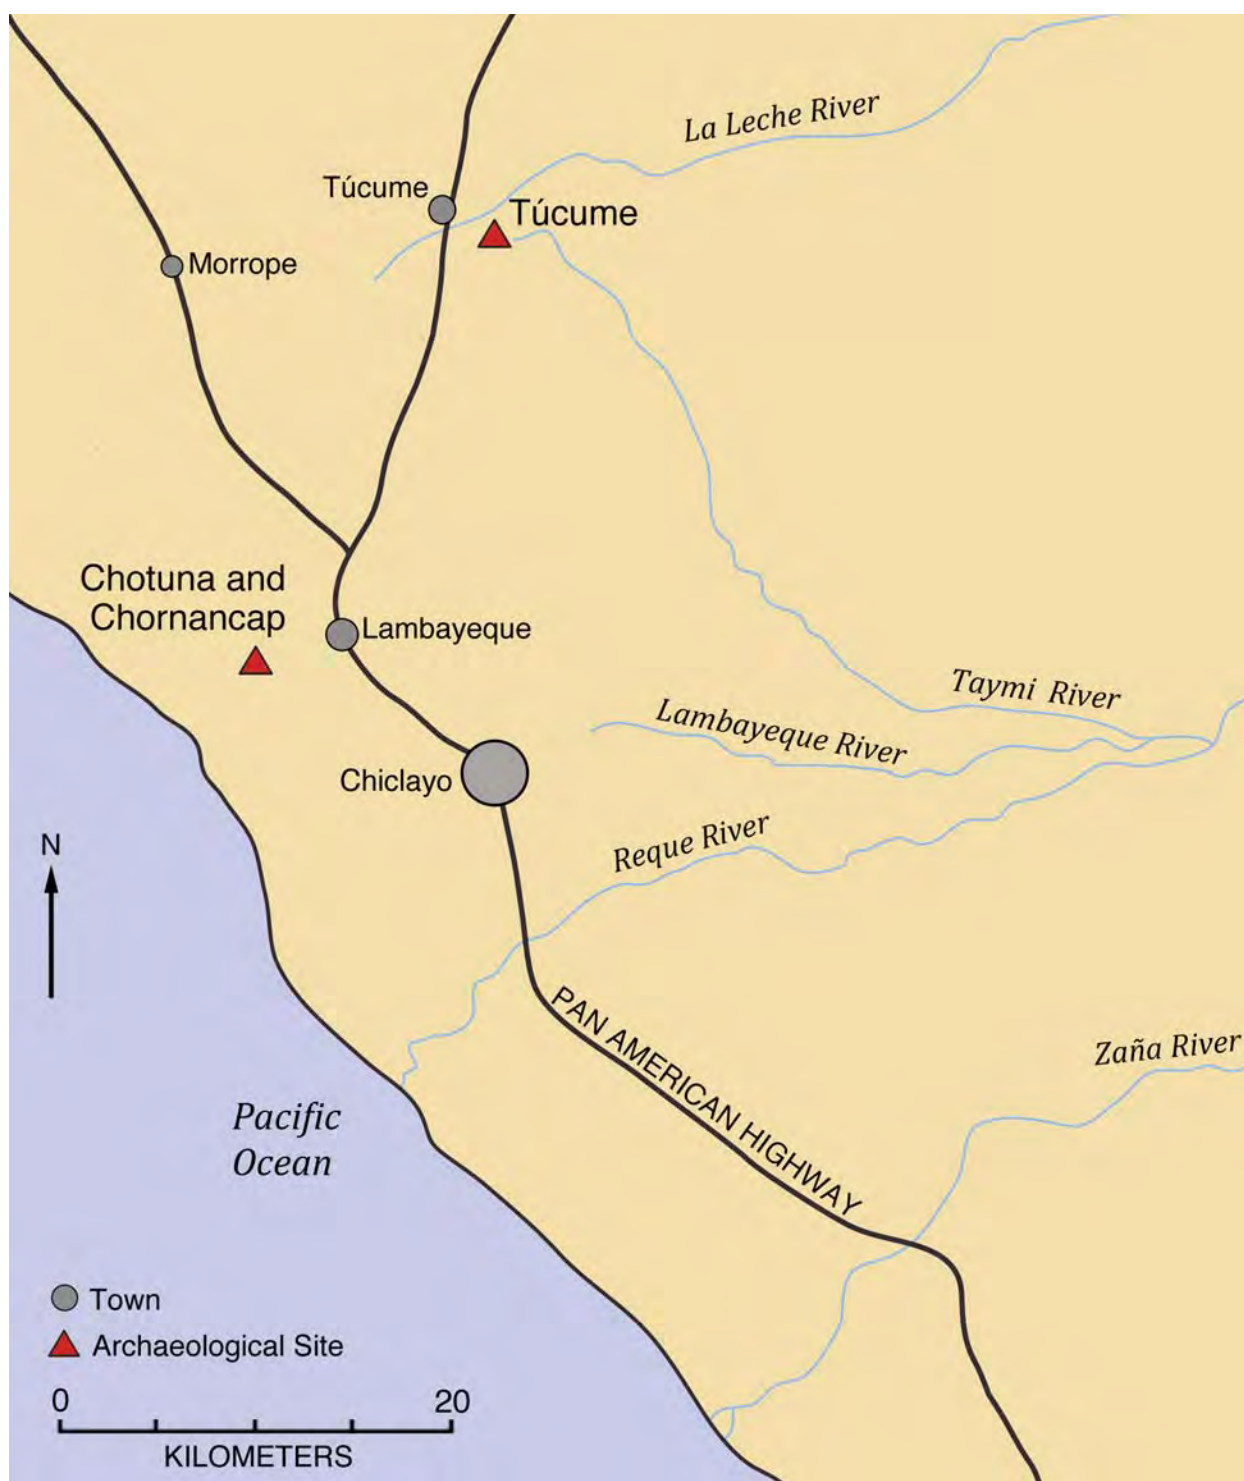 La Leche River
Túcume
Túcume
Morrope
Chotuna and
Chornancap
Lambayeque
Taymi River
Lambayeque River
Chiclayo
Reque River
N
PAN AMERICAN HIGHWAY
Zaña River
Pacific
Ocean
Town
Archaeological Site
0 20
KILOMETERS